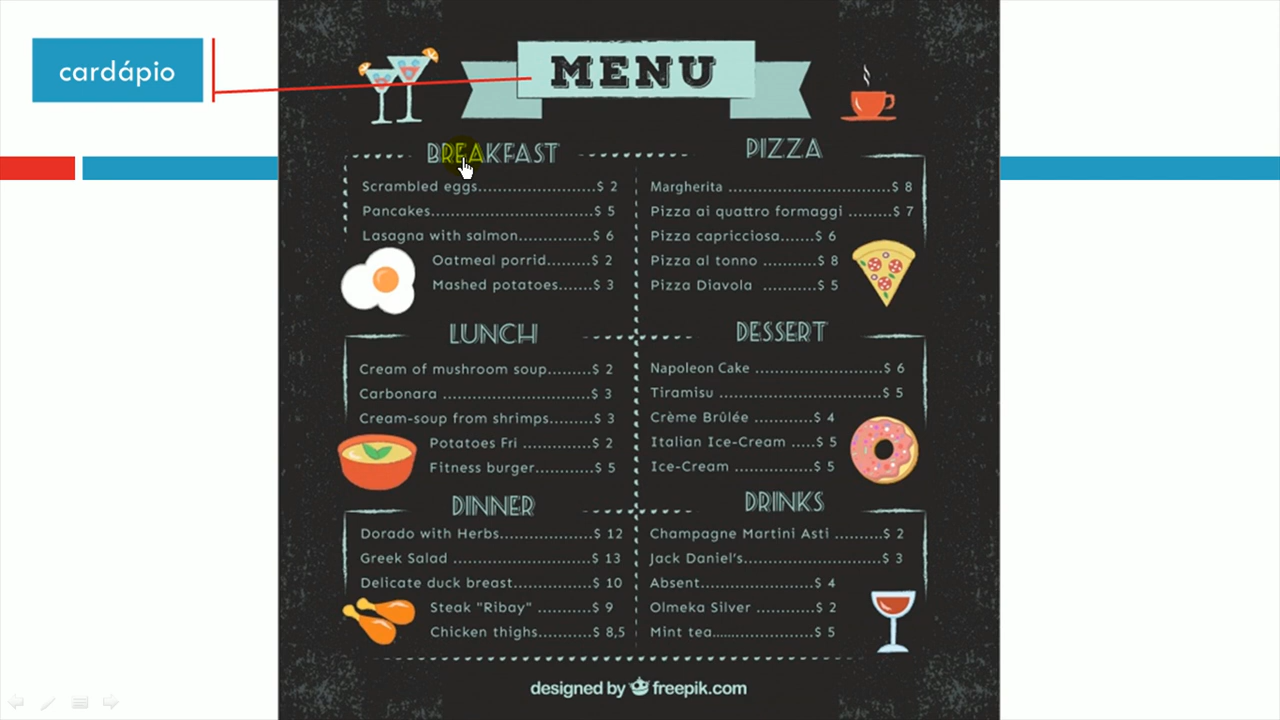 cardápio
MENU
BREAKFAST
Scrambled eggs........................$ 2
Pancakes.................................$ 5
Lasagna with salmon...............$ 6
Oatmeal porrid.........$ 2
Mashed potatoes.......$ 3
PIZZA
Margherita .................................$ 8
Pizza ai quattro formaggi .........$ 7
Pizza capricciosa.......$ 6
Pizza al tonno ...........$ 8
Pizza Diavola ...........$ 5
LUNCH
Cream of mushroom soup.........$ 2
Carbonara ..............................$ 3
Cream-soup from shrimps.........$ 3
Potatoes Fri ..............$ 2
Fitness burger............$ 5
DESSERT
Napoleon Cake ..........................$ 6
Tiramisu .................................$ 5
Crème Brûlée ..............$ 4
Italian Ice-Cream .....$ 5
Ice-Cream ................$ 5
DINNER
Dorado with Herbs...................$ 12
Greek Salad ............................$ 13
Delicate duck breast................$ 10
Steak "Ribay" ...........$ 9
Chicken thighs...........$ 8,5
DRINKS
Champagne Martini Asti ..........$ 2
Jack Daniel's............................$ 3
Absent.......................$ 4
Olmeka Silver ............$ 2
Mint tea.....................$ 5
designed by freepik.com